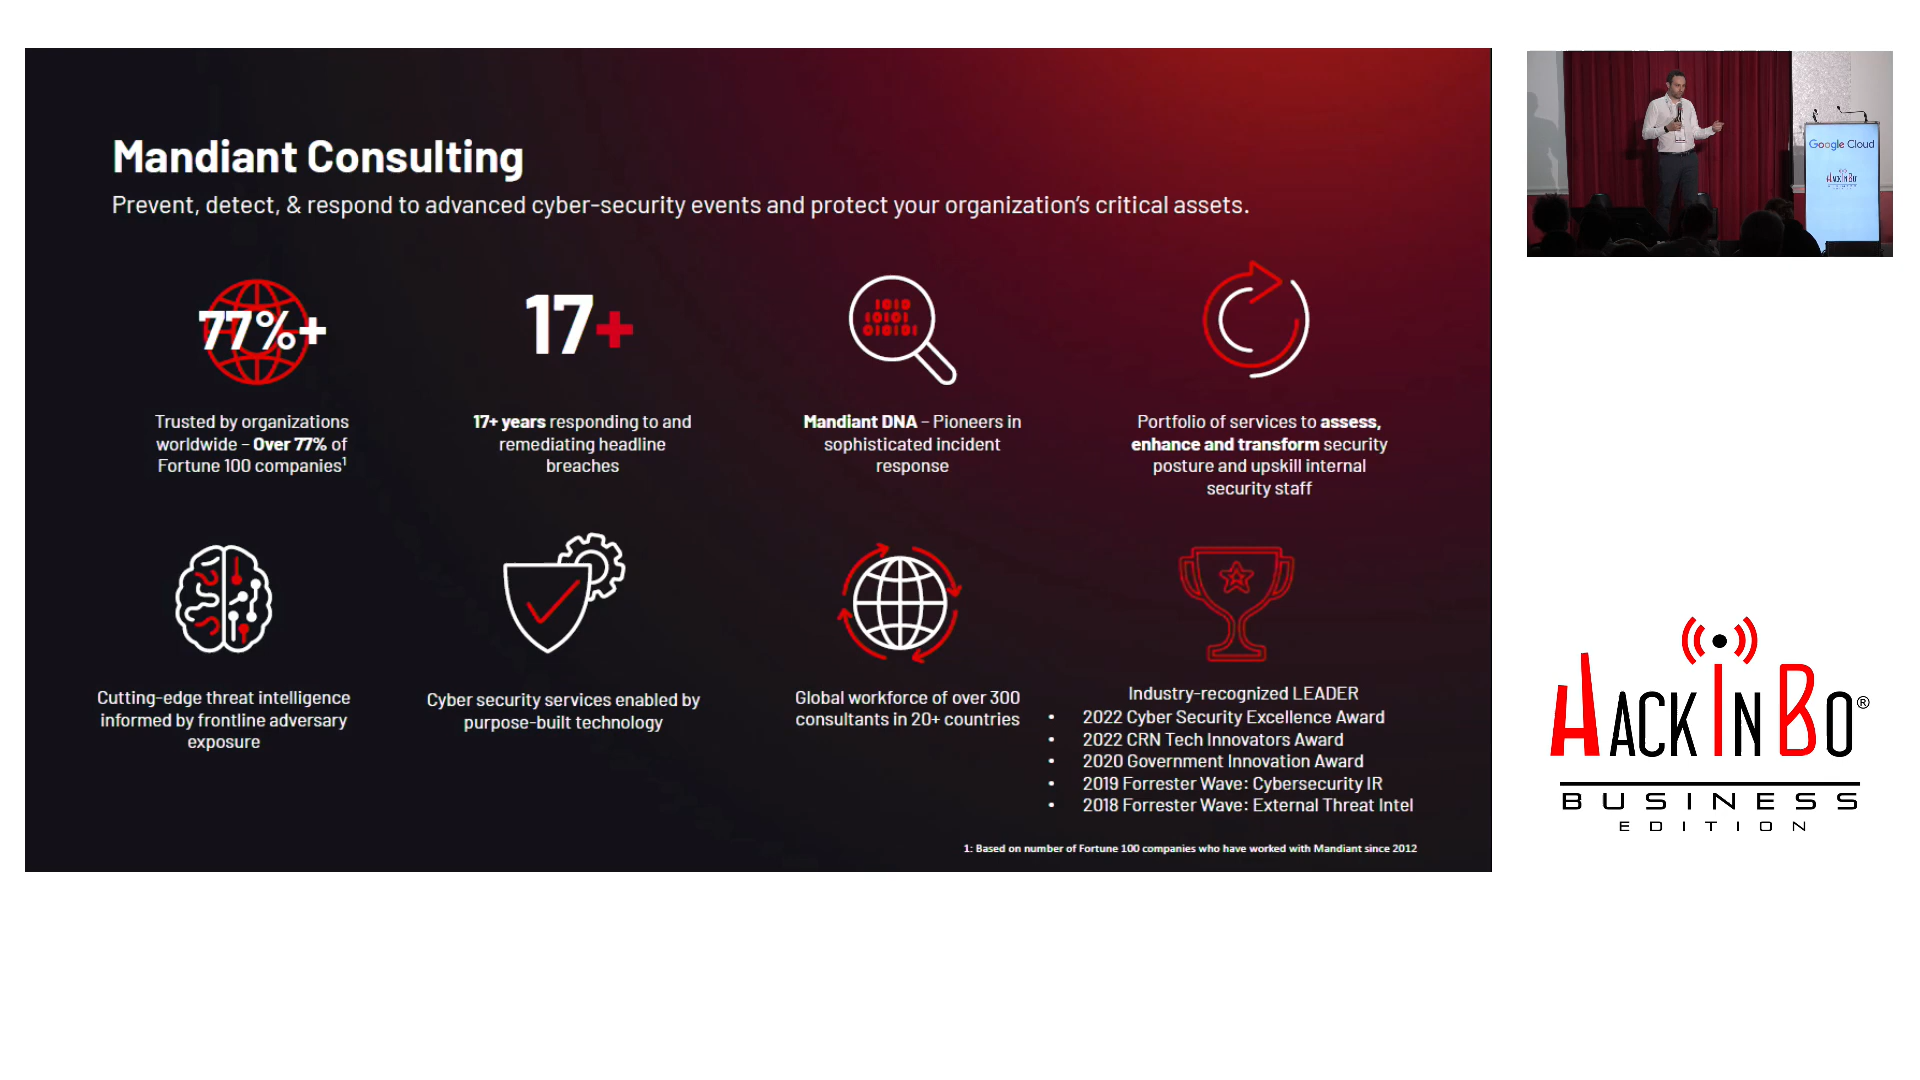 Mandiant Consulting
Prevent, detect, & respond to advanced cyber-security events and protect your organization's critical assets.
77%+
Trusted by organizations
worldwide – Over 77% of
Fortune 100 companies¹
17+
17+ years responding to and
remediating headline
breaches
1010
10101
010101
Mandiant DNA – Pioneers in
sophisticated incident
response
Portfolio of services to assess,
enhance and transform security
posture and upskill internal
security staff
Cutting-edge threat intelligence
informed by frontline adversary
exposure
Cyber security services enabled by
purpose-built technology
Global workforce of over 300
consultants in 20+ countries
Industry-recognized LEADER
• 2022 Cyber Security Excellence Award
• 2022 CRN Tech Innovators Award
• 2020 Government Innovation Award
• 2019 Forrester Wave: Cybersecurity IR
• 2018 Forrester Wave: External Threat Intel
1: Based on number of Fortune 100 companies who have worked with Mandiant since 2012
Google Cloud
HACKINBO
HACKINBO®
BUSINESS
EDITION